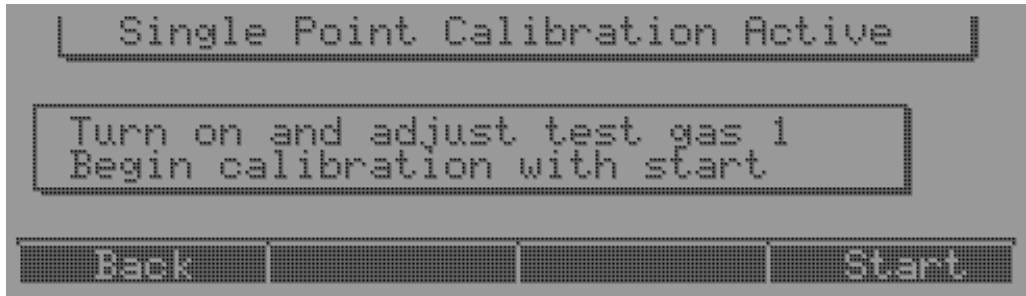 Single Point Calibration Active
Turn on and adjust test gas 1
Begin calibration with start
Back
Start